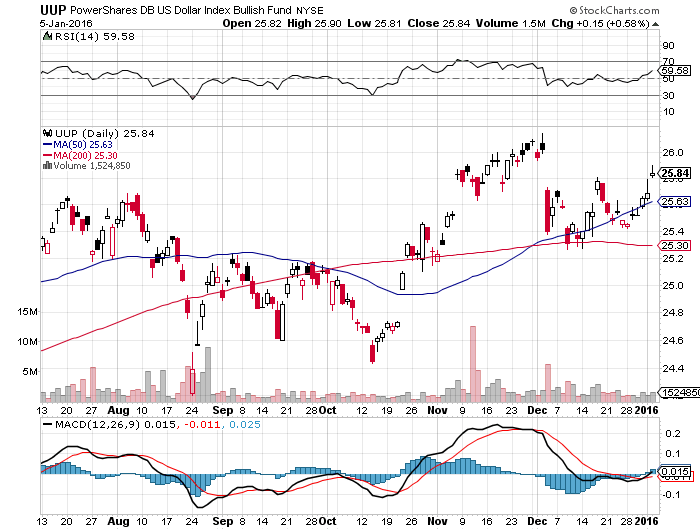 UUP PowerShares DB US Dollar Index Bullish Fund NYSE © StockCharts.com
5-Jan-2016 Open 25.82 High 25.90 Low 25.81 Close 25.84 Volume 1.5M Chg +0.15 (+0.58%)
RSI(14) 59.58
90
70
59.58
50
30
10
UUP (Daily) 25.84
MA(50) 25.63
MA(200) 25.30
Volume 1,524,850
26.0
25.84
25.63
25.4
25.30
25.2
25.0
24.8
24.6
24.4
15M
10M
5M
1524850
13 20 27 Aug 10 17 24 Sep 8 14 21 28 Oct 12 19 26 Nov 9 16 23 Dec 7 14 21 28 2016
MACD(12,26,9) 0.015, -0.011, 0.025
0.2
0.1
0.015
-0.1
13 20 27 Aug 10 17 24 Sep 8 14 21 28 Oct 12 19 26 Nov 9 16 23 Dec 7 14 21 28 2016